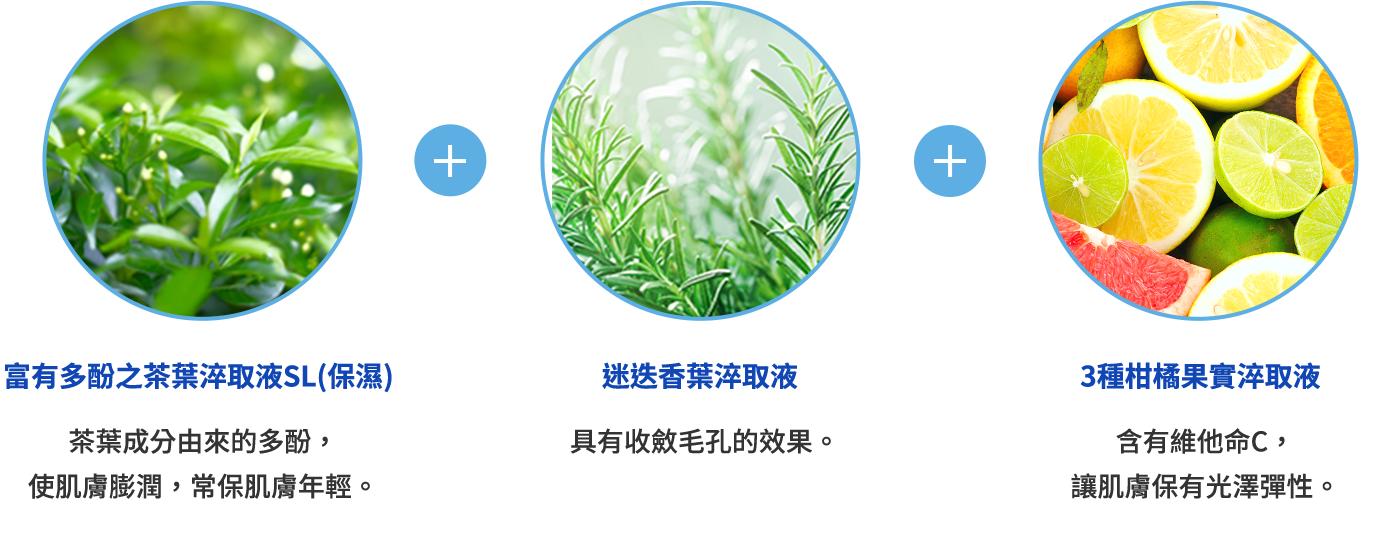 富有多酚之茶葉淬取液SL(保濕)
茶葉成分由來的多酚，
使肌膚膨潤，常保肌膚年輕。
迷迭香葉淬取液
具有收斂毛孔的效果。
3種柑橘果實淬取液
含有維他命C，
讓肌膚保有光澤彈性。